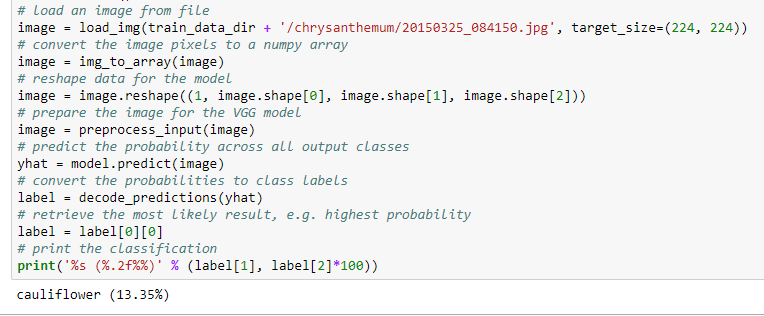 # load an image from file
image = load_img(train_data_dir + '/chrysanthemum/20150325_084150.jpg', target_size=(224, 224))
# convert the image pixels to a numpy array
image = img_to_array(image)
# reshape data for the model
image = image.reshape((1, image.shape[0], image.shape[1], image.shape[2]))
# prepare the image for the VGG model
image = preprocess_input(image)
# predict the probability across all output classes
yhat = model.predict(image)
# convert the probabilities to class labels
label = decode_predictions(yhat)
# retrieve the most likely result, e.g. highest probability
label = label[0][0]
# print the classification
print('%s (%.2f%%)' % (label[1], label[2]*100))
cauliflower (13.35%)